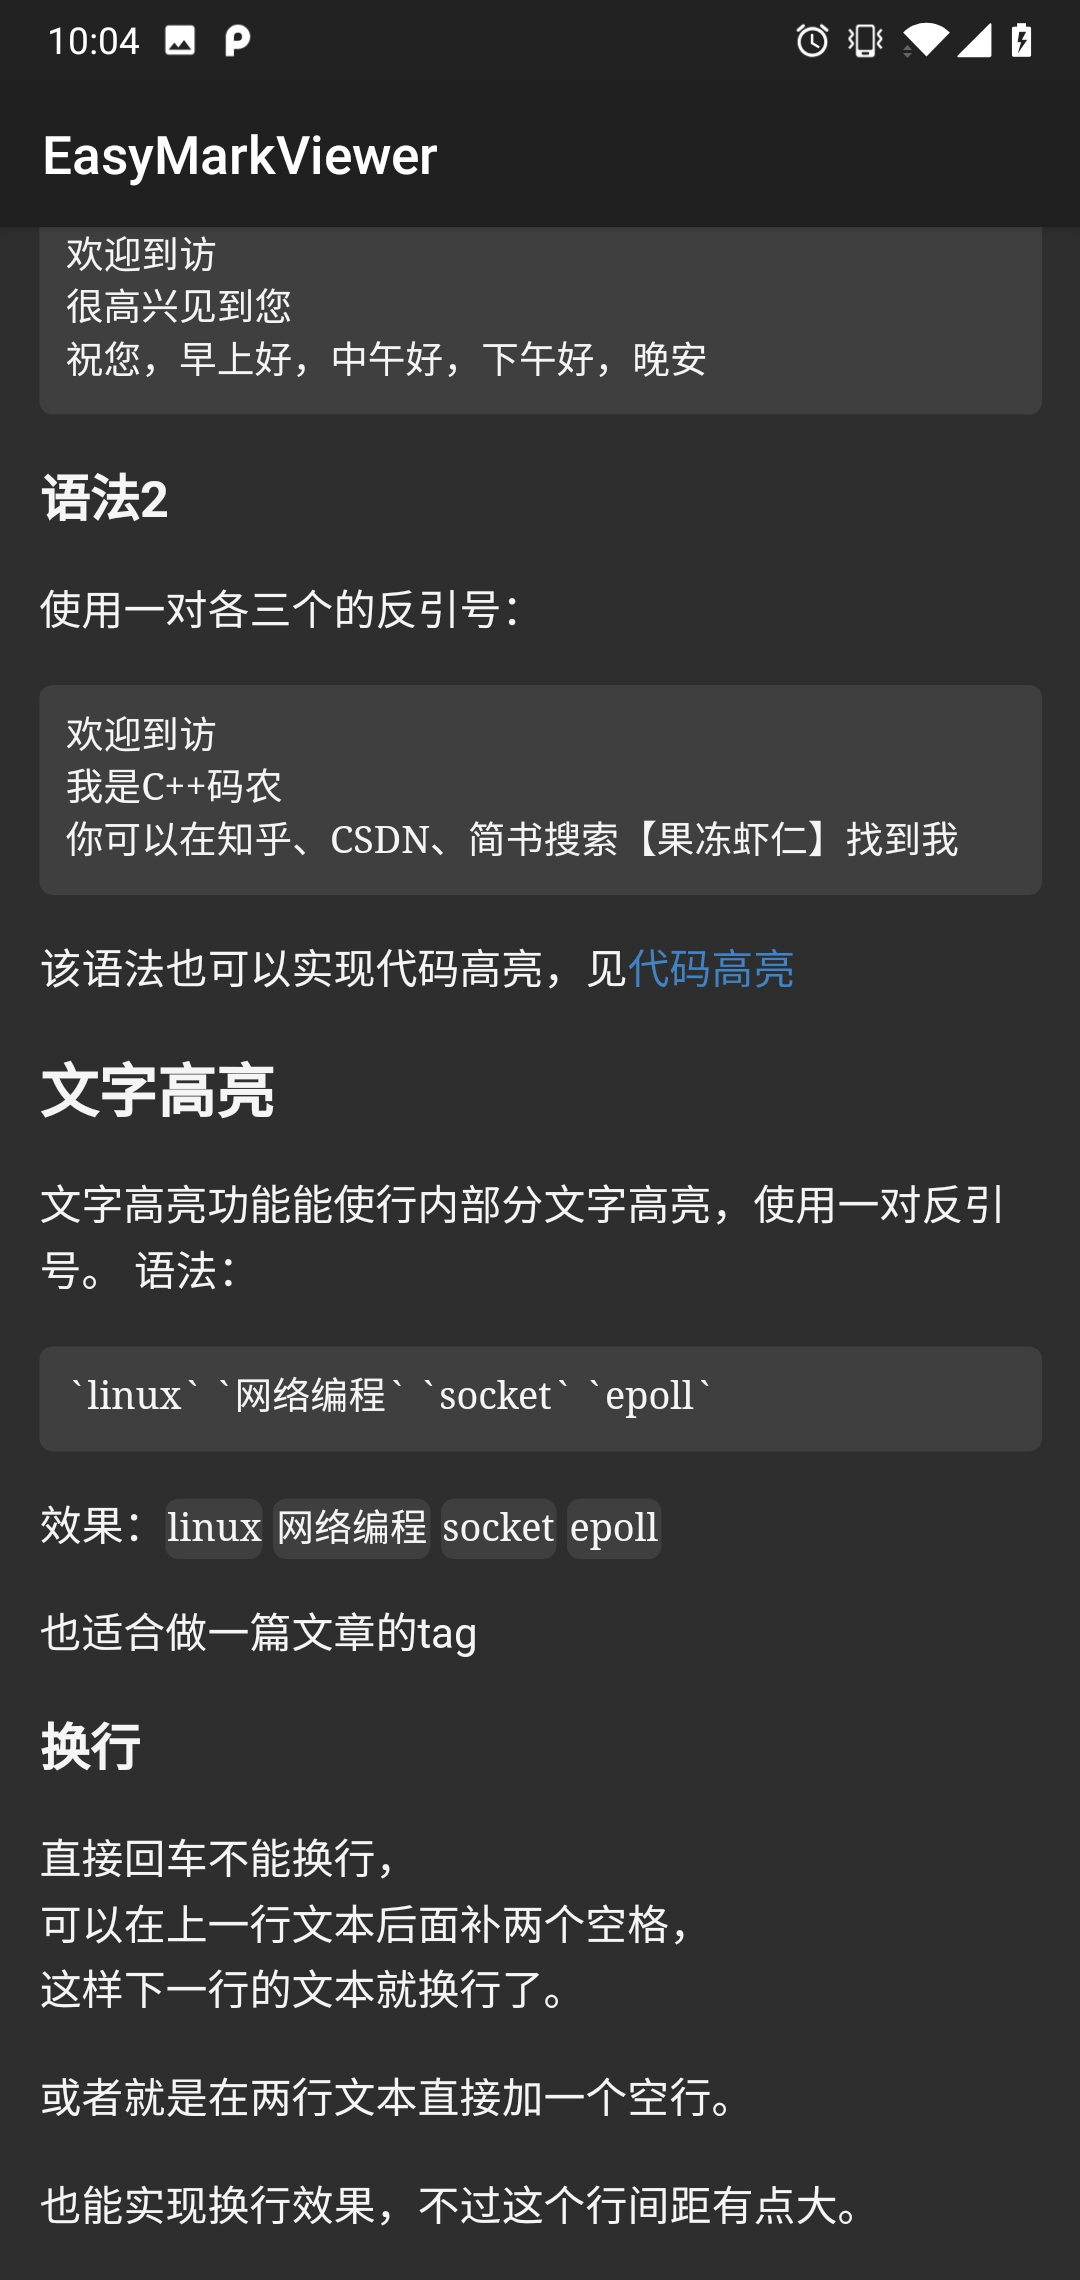 10:04
EasyMarkViewer
欢迎到访
很高兴见到您
祝您，早上好，中午好，下午好，晚安
语法2
使用一对各三个的反引号：
欢迎到访
我是C++码农
你可以在知乎、CSDN、简书搜索【果冻虾仁】找到我
该语法也可以实现代码高亮，见代码高亮
文字高亮
文字高亮功能能使行内部分文字高亮，使用一对反引
号。 语法：
`linux` `网络编程` `socket` `epoll`
效果：linux 网络编程 socket epoll
也适合做一篇文章的tag
换行
直接回车不能换行，
可以在上一行文本后面补两个空格，
这样下一行的文本就换行了。
或者就是在两行文本直接加一个空行。
也能实现换行效果，不过这个行间距有点大。